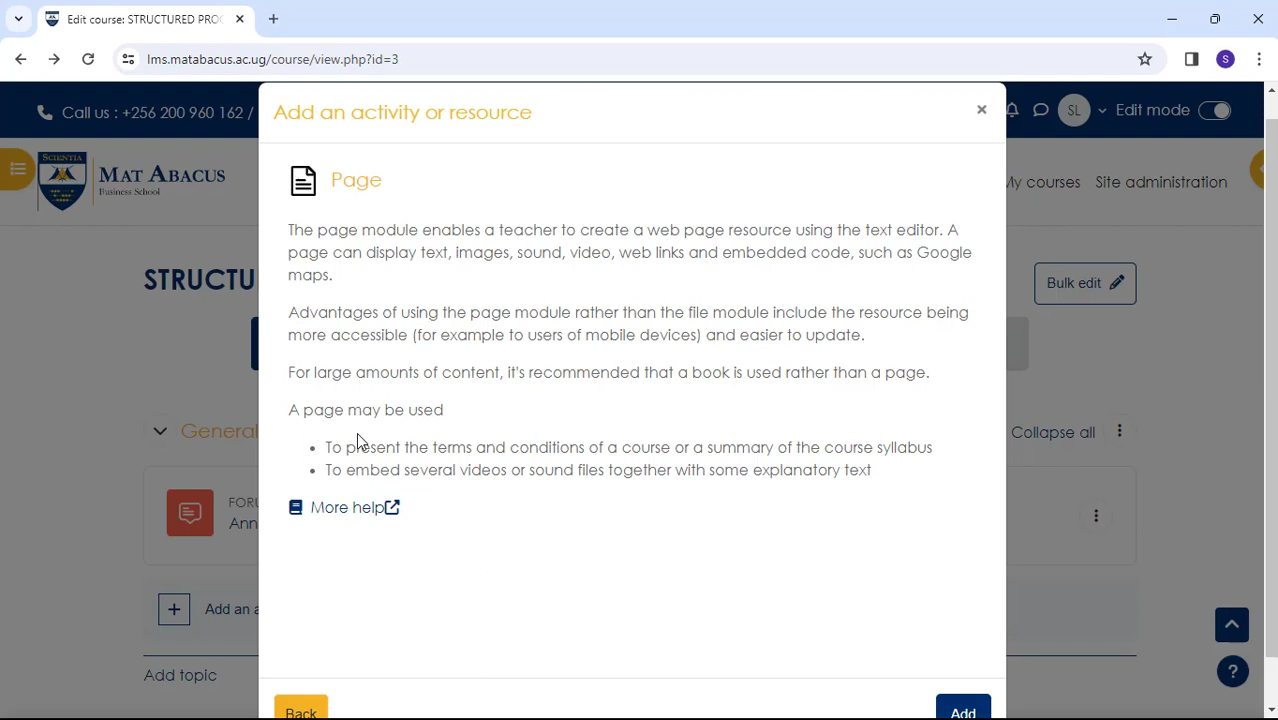 Edit course: STRUCTURED PROC
lms.matabacus.ac.ug/course/view.php?id=3
S
Call us : +256 200 960 162 /
SL
Edit mode
SCIENTIA
MAT ABACUS
Business School
My courses
Site administration
STRUCTU
Bulk edit
Add an activity or resource
Page
The page module enables a teacher to create a web page resource using the text editor. A
page can display text, images, sound, video, web links and embedded code, such as Google
maps.
Advantages of using the page module rather than the file module include the resource being
more accessible (for example to users of mobile devices) and easier to update.
For large amounts of content, it's recommended that a book is used rather than a page.
A page may be used
• To present the terms and conditions of a course or a summary of the course syllabus
• To embed several videos or sound files together with some explanatory text
More help
General
Collapse all
FORU
Ann
Add an a
Add topic
?
Back
Add